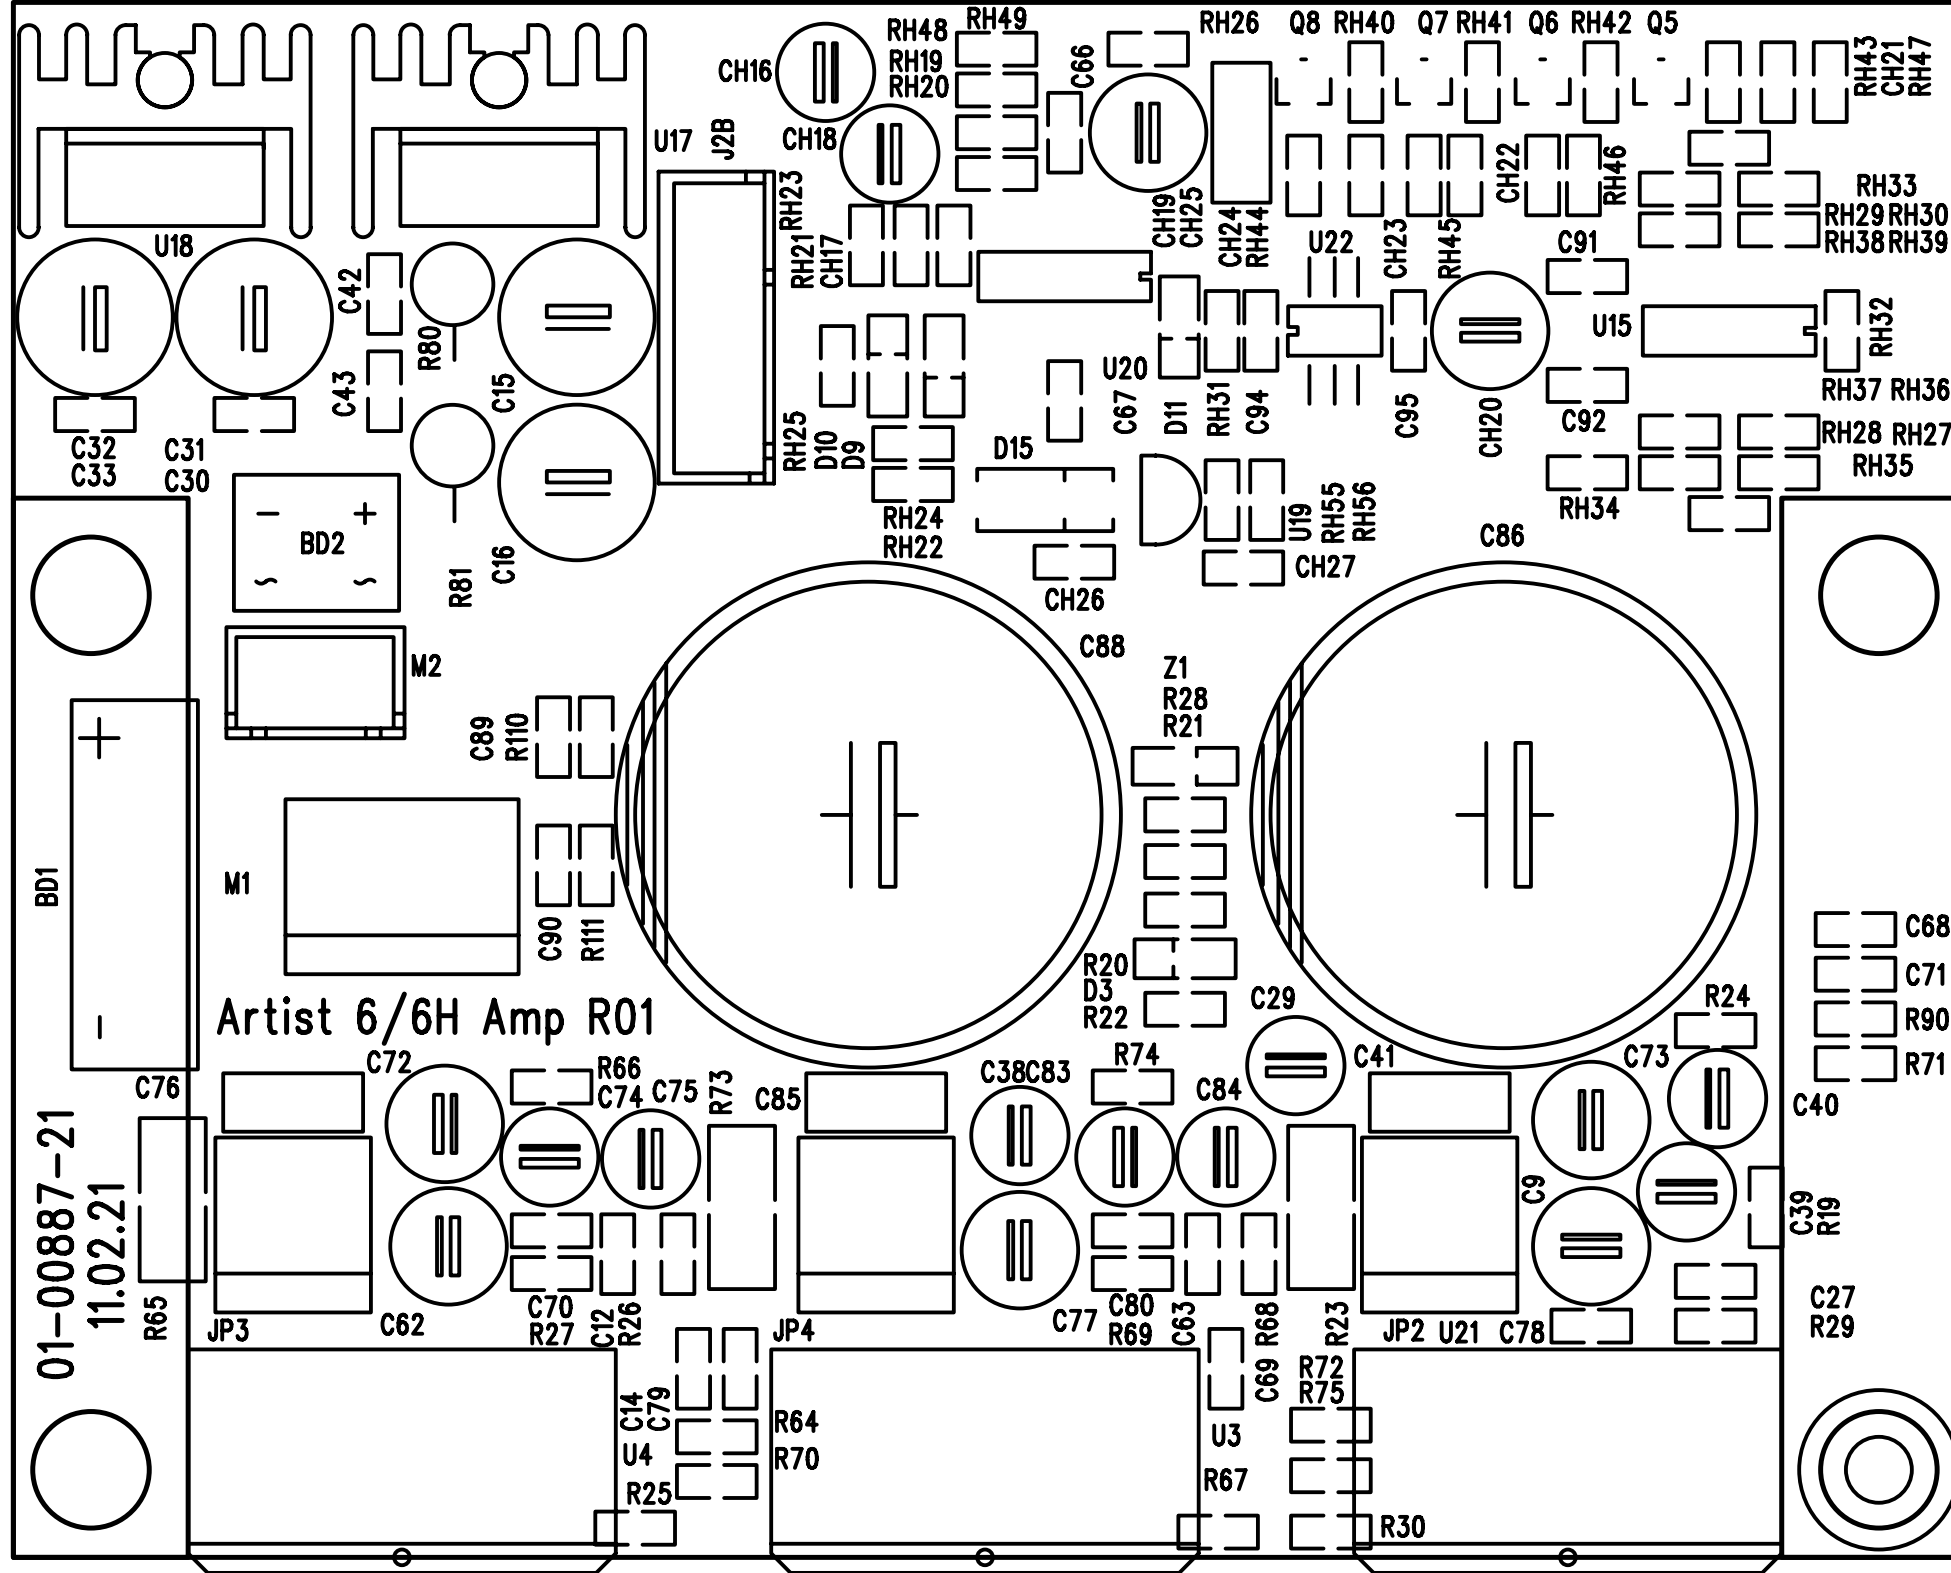 RH48
RH49
RH26
Q8
RH40
Q7
RH41
Q6
RH42
Q5
RH19
RH20
CH16
C66
RH43
CH21
RH47
CH18
U17
J2B
RH23
RH21
CH17
CH19
CH25
CH24
RH44
U22
CH23
RH45
CH22
RH46
C91
RH33
RH29 RH30
RH38 RH39
U18
C42
R80
C43
C15
U15
RH32
U20
C67
D11
RH31
C94
C95
CH20
C92
RH37 RH36
RH28 RH27
RH35
C32
C33
C31
C30
RH25
D10
D9
D15
RH24
RH22
U19
RH55
RH56
RH34
- +
BD2
~ ~
R81
C16
CH26
CH27
C86
M2
C88
Z1
R28
R21
C89
R110
+
BD1
M1
C90
R111
-
R20
D3
R22
C29
C68
C71
R90
R71
R24
Artist 6/6H Amp R01
C76
C72
R66
C74
C75
R73
C85
C38
C83
R74
C84
C41
C73
C40
01-00887-21
11.02.21
C9
C39
R19
R65
JP3
C62
C70
R27
C12
R26
JP4
C77
C80
R69
C63
R68
R23
JP2
U21
C78
C27
R29
C14
C79
R64
R70
U4
R25
C69
R72
R75
U3
R67
R30